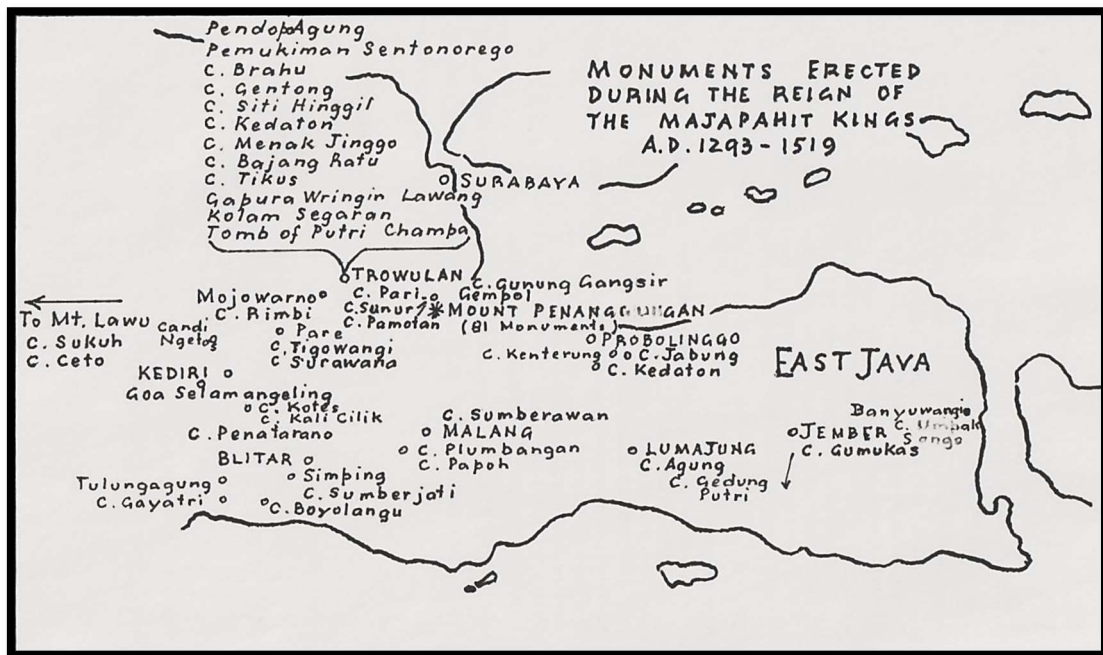 PendopoAgung
Pemukiman Sentonorego
C. Brahu
C. Gentong
C. Siti Hinggil
C. Kedaton
C. Menak Jinggo
C. Bajang Ratu
C. Tikus
Gapura Wringin Lawang
Kolam Segaran
Tomb of Putri Champa
MONUMENTS ERECTED
DURING THE REIGN OF
THE MAJAPAHIT KINGS
A.D. 1293-1519
SURABAYA
TROWULAN
C. Gunung Gangsir
Mojowarno
C. Pari
Gempol
C. Rimbi
C. Sunur
MOUNT PENANGGUNGAN
C. Pamotan
(81 Monuments)
To Mt. Lawu
C. Sukuh
C. Ceto
Candi
Ngetos
Pare
C. Tigowangi
C. Surawana
PROBOLINGGO
C. Kenterung
C. Jabung
C. Kedaton
EAST JAVA
KEDIRI
Goa Selamangeling
C. Kotes
C. Kali Cilik
C. Penatarano
C. Sumberawan
MALANG
C. Plumbangan
C. Papoh
Banyuwangi
C. Umpak
Songo
JEMBER
C. Gumukas
LUMAJUNG
C. Agung
C. Gedung
Putri
BLITAR
Simping
Tulungagung
C. Sumberjati
C. Gayatri
C. Boyolangu